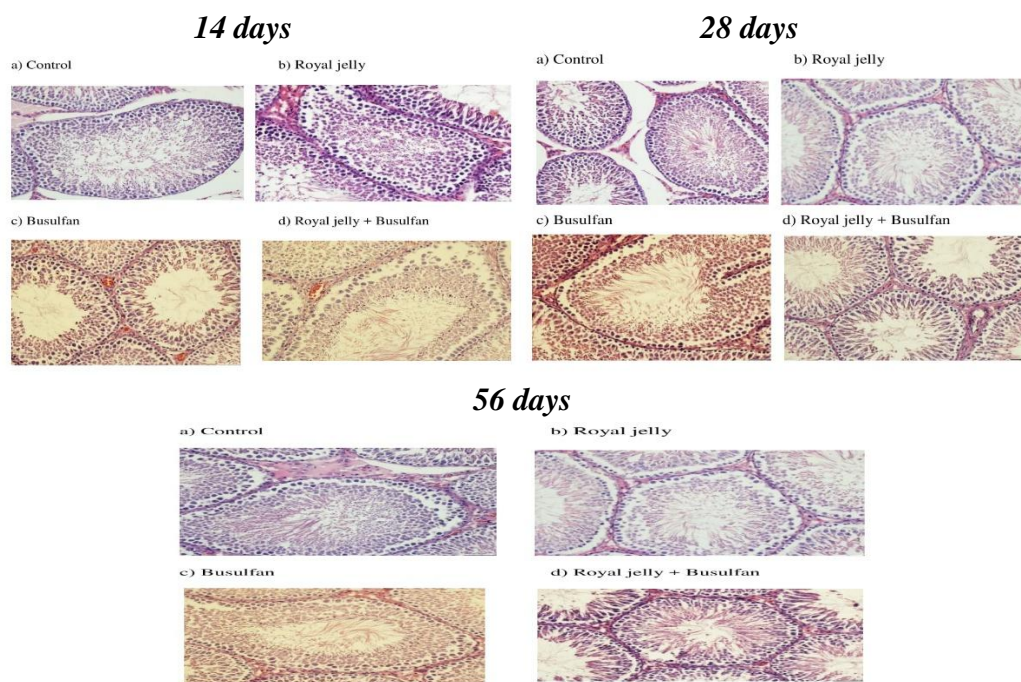 14 days
a) Control
b) Royal jelly
c) Busulfan
d) Royal jelly + Busulfan
28 days
a) Control
b) Royal jelly
c) Busulfan
d) Royal jelly + Busulfan
56 days
a) Control
b) Royal jelly
c) Busulfan
d) Royal jelly + Busulfan